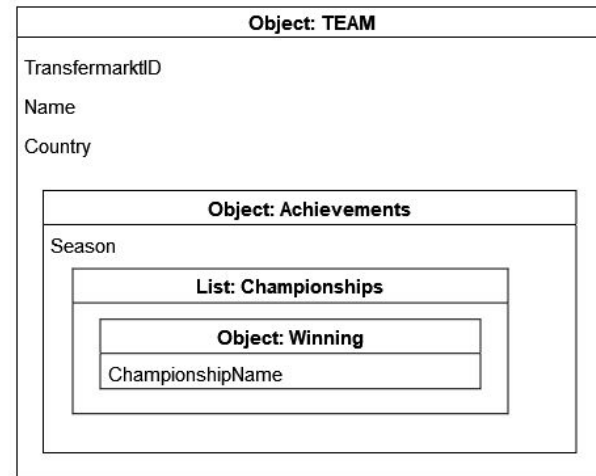 Object: TEAM
TransfermarktID
Name
Country
Object: Achievements
Season
List: Championships
Object: Winning
ChampionshipName